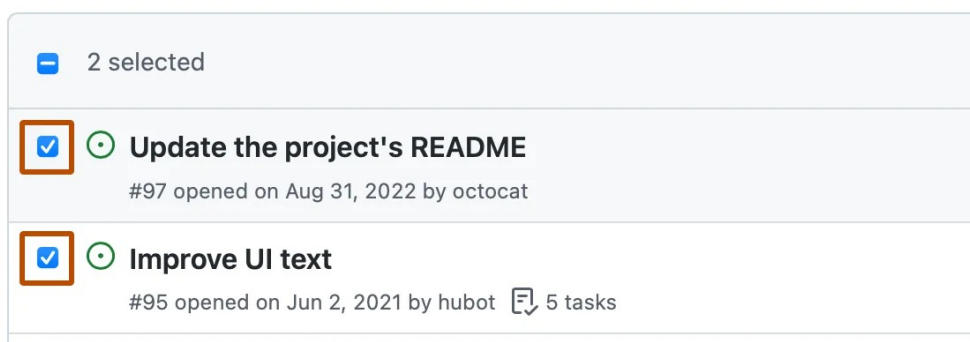 2 selected
Update the project's README
#97 opened on Aug 31, 2022 by octocat
Improve UI text
#95 opened on Jun 2, 2021 by hubot 5 tasks